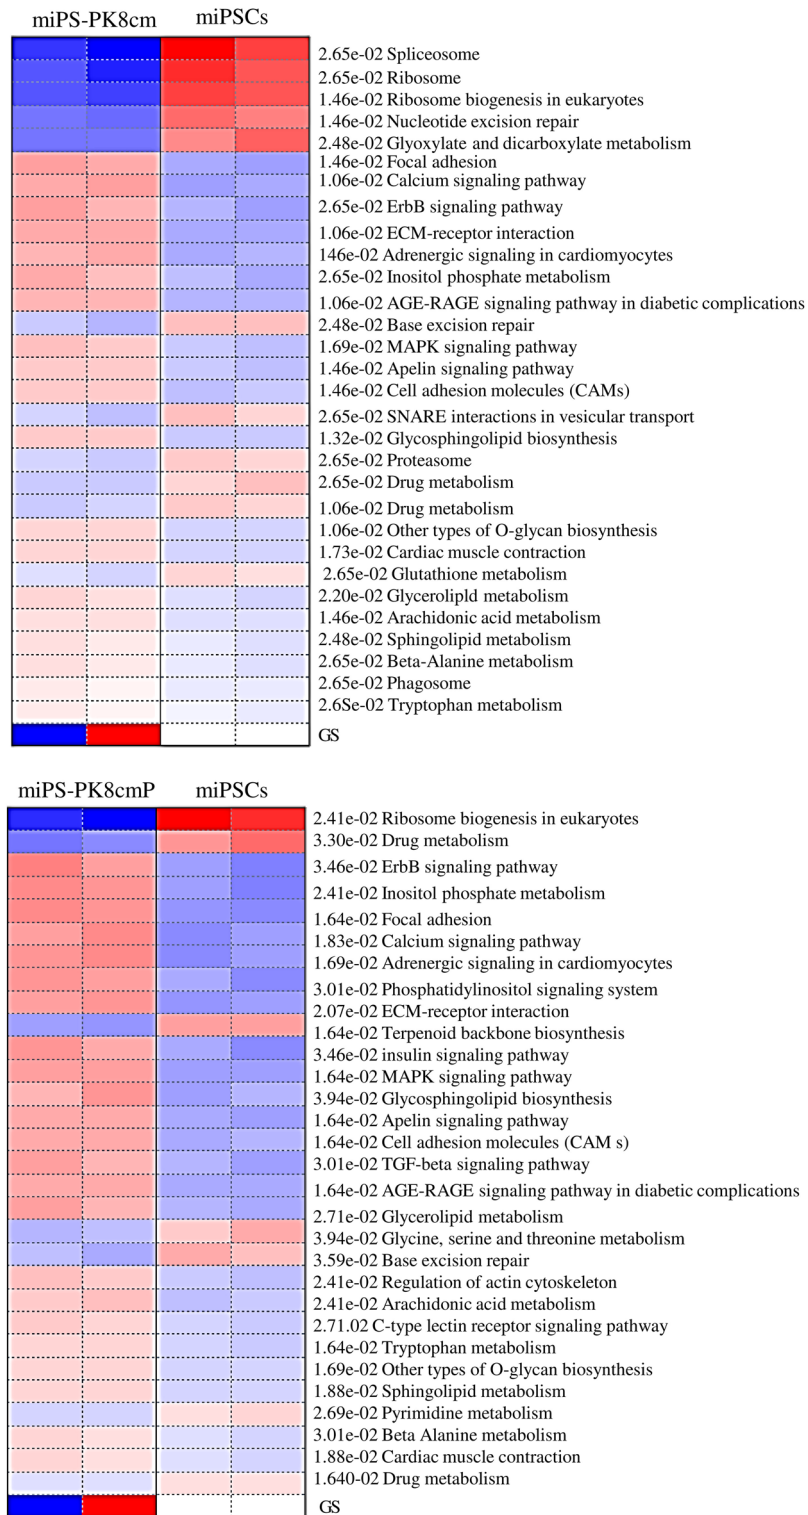 miPS-PK8cm miPSCs
2.65e-02 Spliceosome
2.65e-02 Ribosome
1.46e-02 Ribosome biogenesis in eukaryotes
1.46e-02 Nucleotide excision repair
2.48e-02 Glyoxylate and dicarboxylate metabolism
1.46e-02 Focal adhesion
1.06e-02 Calcium signaling pathway
2.65e-02 ErbB signaling pathway
1.06e-02 ECM-receptor interaction
146e-02 Adrenergic signaling in cardiomyocytes
2.65e-02 Inositol phosphate metabolism
1.06e-02 AGE-RAGE signaling pathway in diabetic complications
2.48e-02 Base excision repair
1.69e-02 MAPK signaling pathway
1.46e-02 Apelin signaling pathway
1.46e-02 Cell adhesion molecules (CAMs)
2.65e-02 SNARE interactions in vesicular transport
1.32e-02 Glycosphingolipid biosynthesis
2.65e-02 Proteasome
2.65e-02 Drug metabolism
1.06e-02 Drug metabolism
1.06e-02 Other types of O-glycan biosynthesis
1.73e-02 Cardiac muscle contraction
2.65e-02 Glutathione metabolism
2.20e-02 Glycerolipld metabolism
1.46e-02 Arachidonic acid metabolism
2.48e-02 Sphingolipid metabolism
2.65e-02 Beta-Alanine metabolism
2.65e-02 Phagosome
2.6Se-02 Tryptophan metabolism
GS
miPS-PK8cmP miPSCs
2.41e-02 Ribosome biogenesis in eukaryotes
3.30e-02 Drug metabolism
3.46e-02 ErbB signaling pathway
2.41e-02 Inositol phosphate metabolism
1.64e-02 Focal adhesion
1.83e-02 Calcium signaling pathway
1.69e-02 Adrenergic signaling in cardiomyocytes
3.01e-02 Phosphatidylinositol signaling system
2.07e-02 ECM-receptor interaction
1.64e-02 Terpenoid backbone biosynthesis
3.46e-02 insulin signaling pathway
1.64e-02 MAPK signaling pathway
3.94e-02 Glycosphingolipid biosynthesis
1.64e-02 Apelin signaling pathway
1.64e-02 Cell adhesion molecules (CAM s)
3.01e-02 TGF-beta signaling pathway
1.64e-02 AGE-RAGE signaling pathway in diabetic complications
2.71e-02 Glycerolipid metabolism
3.94e-02 Glycine, serine and threonine metabolism
3.59e-02 Base excision repair
2.41e-02 Regulation of actin cytoskeleton
2.41e-02 Arachidonic acid metabolism
2.71.02 C-type lectin receptor signaling pathway
1.64e-02 Tryptophan metabolism
1.69e-02 Other types of O-glycan biosynthesis
1.88e-02 Sphingolipid metabolism
2.69e-02 Pyrimidine metabolism
3.01e-02 Beta Alanine metabolism
1.88e-02 Cardiac muscle contraction
1.640-02 Drug metabolism
GS